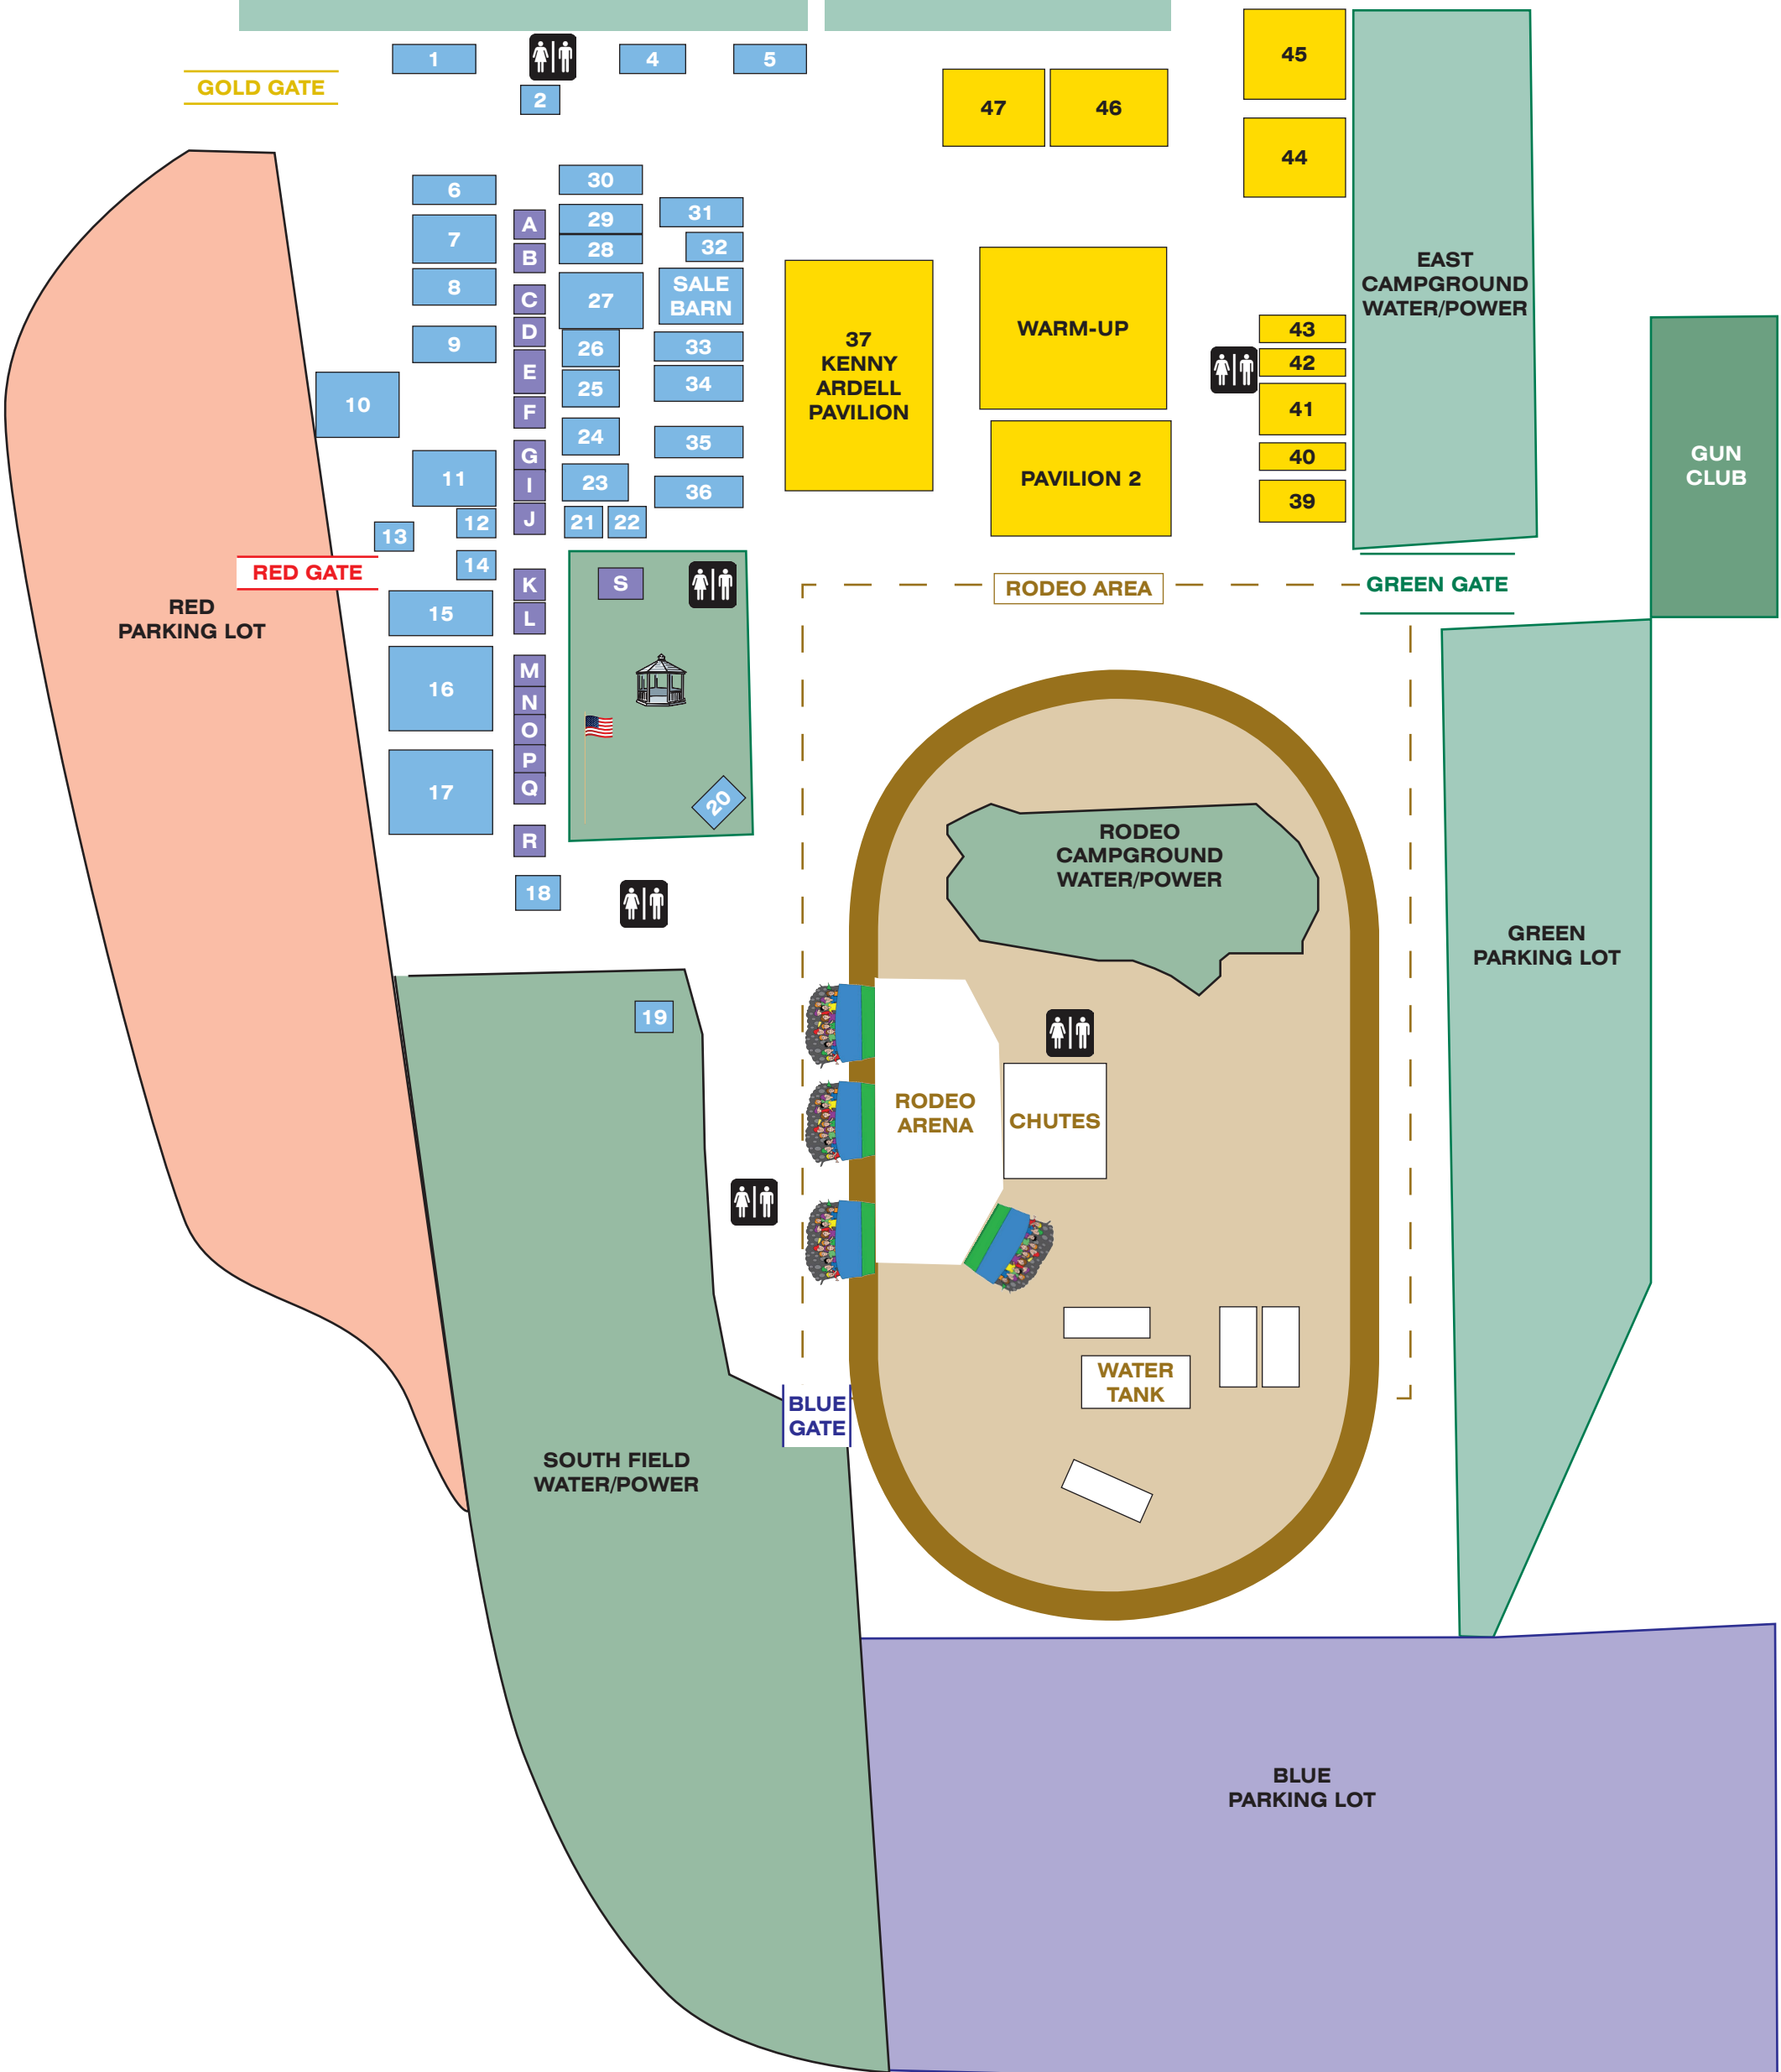 1
4
5
2
GOLD GATE
47
46
45
44
6
7
8
9
10
11
12
13
14
RED GATE
15
16
17
18
19
RED
PARKING LOT
A
B
C
D
E
F
G
I
J
K
L
M
N
O
P
Q
R
30
29
28
27
26
25
24
23
21
22
31
32
SALE
BARN
33
34
35
36
S
20
37
KENNY
ARDELL
PAVILION
WARM-UP
PAVILION 2
43
42
41
40
39
EAST
CAMPGROUND
WATER/POWER
GUN
CLUB
RODEO AREA
GREEN GATE
RODEO
CAMPGROUND
WATER/POWER
GREEN
PARKING LOT
RODEO
ARENA
CHUTES
WATER
TANK
BLUE
GATE
SOUTH FIELD
WATER/POWER
BLUE
PARKING LOT